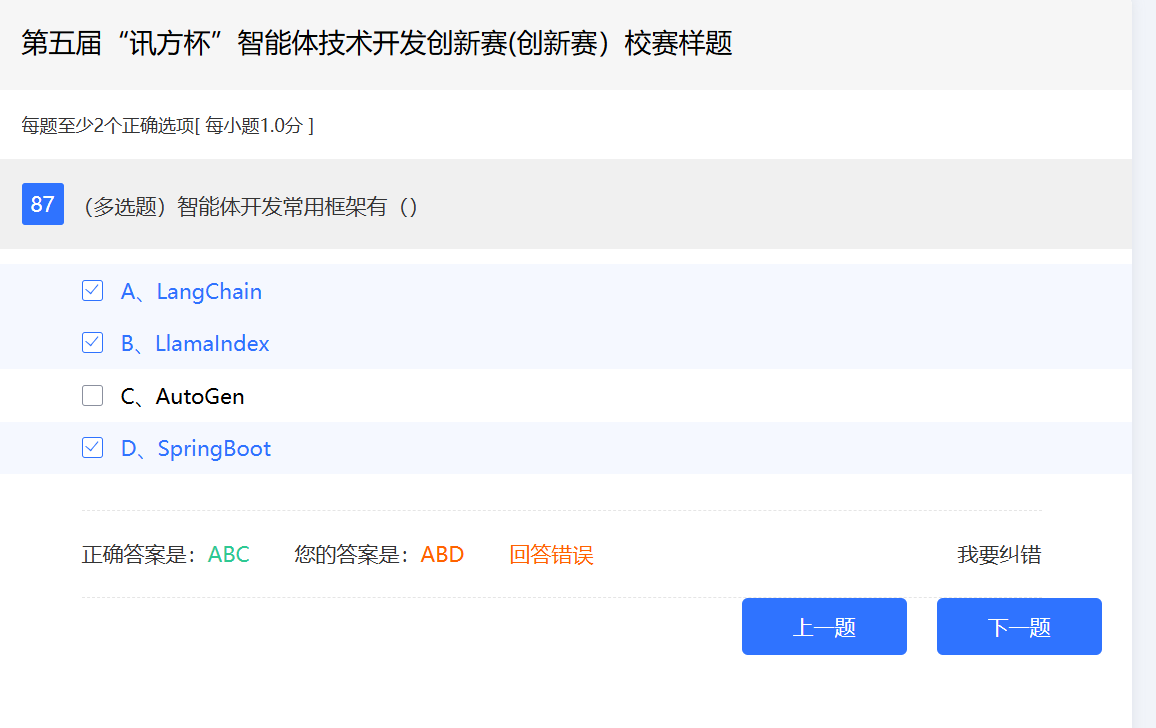 第五届“讯方杯”智能体技术开发创新赛(创新赛）校赛样题
每题至少2个正确选项[ 每小题1.0分 ]
87 （多选题）智能体开发常用框架有（）
A、LangChain
B、LlamaIndex
C、AutoGen
D、SpringBoot
正确答案是：ABC 您的答案是：ABD 回答错误 我要纠错
上一题 下一题